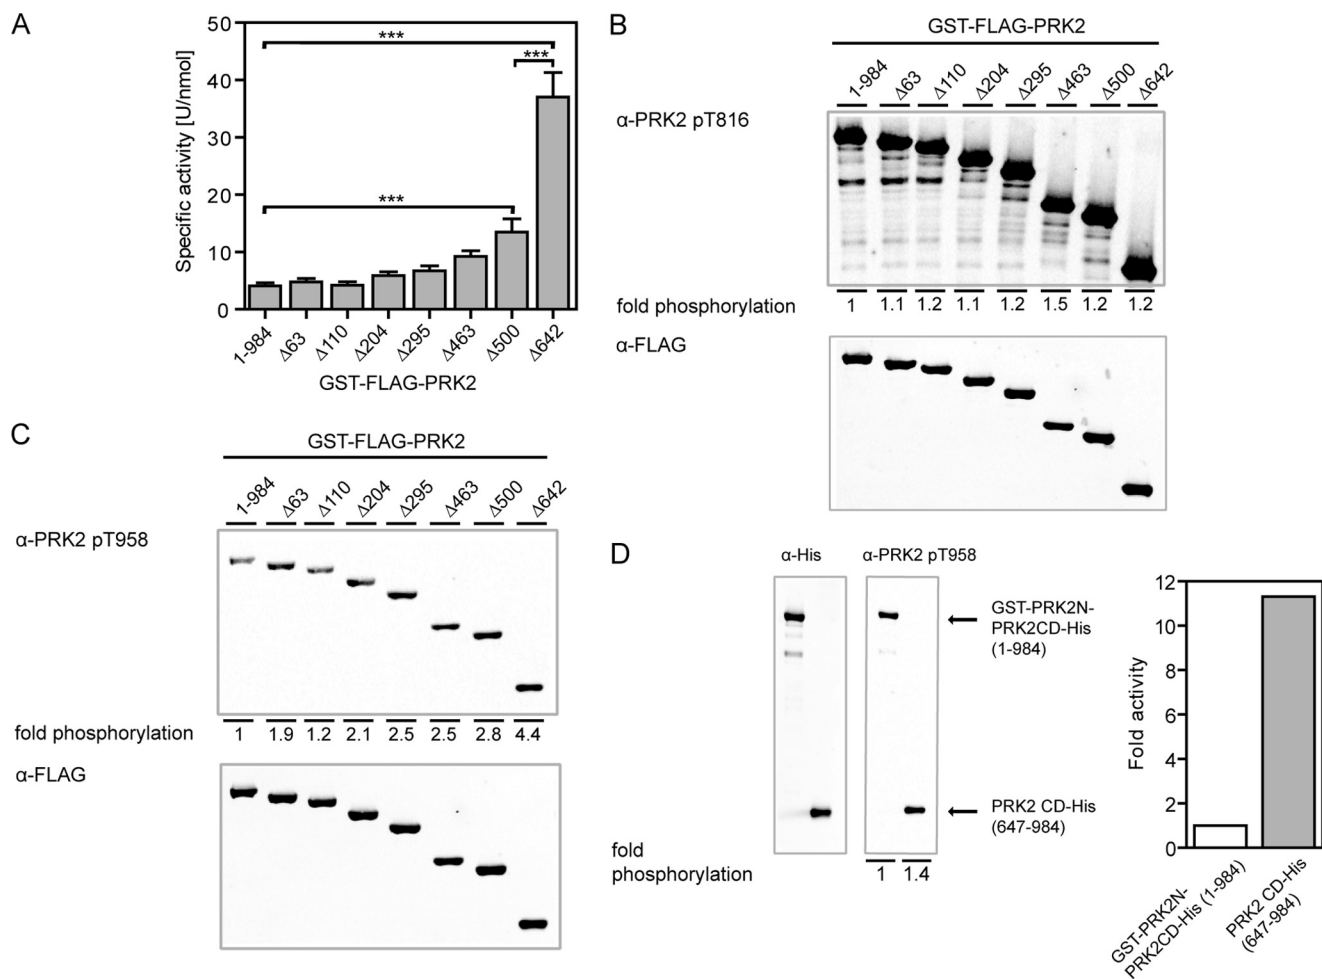 A
Specific activity [U/nmol]
50
40
30
20
10
0
***
***
***
1-984
Δ63
Δ110
Δ204
Δ295
Δ463
Δ500
Δ642
GST-FLAG-PRK2
B
GST-FLAG-PRK2
1-984
Δ63
Δ110
Δ204
Δ295
Δ463
Δ500
Δ642
α-PRK2 pT816
fold phosphorylation
1 1.1 1.2 1.1 1.2 1.5 1.2 1.2
α-FLAG
C
GST-FLAG-PRK2
1-984
Δ63
Δ110
Δ204
Δ295
Δ463
Δ500
Δ642
α-PRK2 pT958
fold phosphorylation
1 1.9 1.2 2.1 2.5 2.5 2.8 4.4
α-FLAG
D
α-His
α-PRK2 pT958
GST-PRK2N-
PRK2CD-His
(1-984)
PRK2 CD-His
(647-984)
fold
phosphorylation
1 1.4
Fold activity
12
10
8
6
4
2
0
GST-PRK2N-
PRK2CD-His (1-984)
PRK2 CD-His
(647-984)